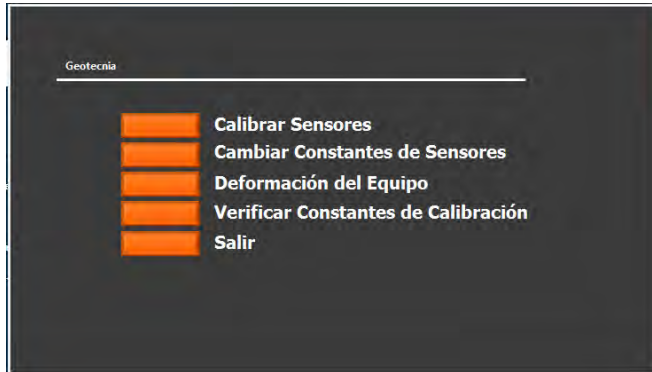 Geotecnia
Calibrar Sensores
Cambiar Constantes de Sensores
Deformación del Equipo
Verificar Constantes de Calibración
Salir